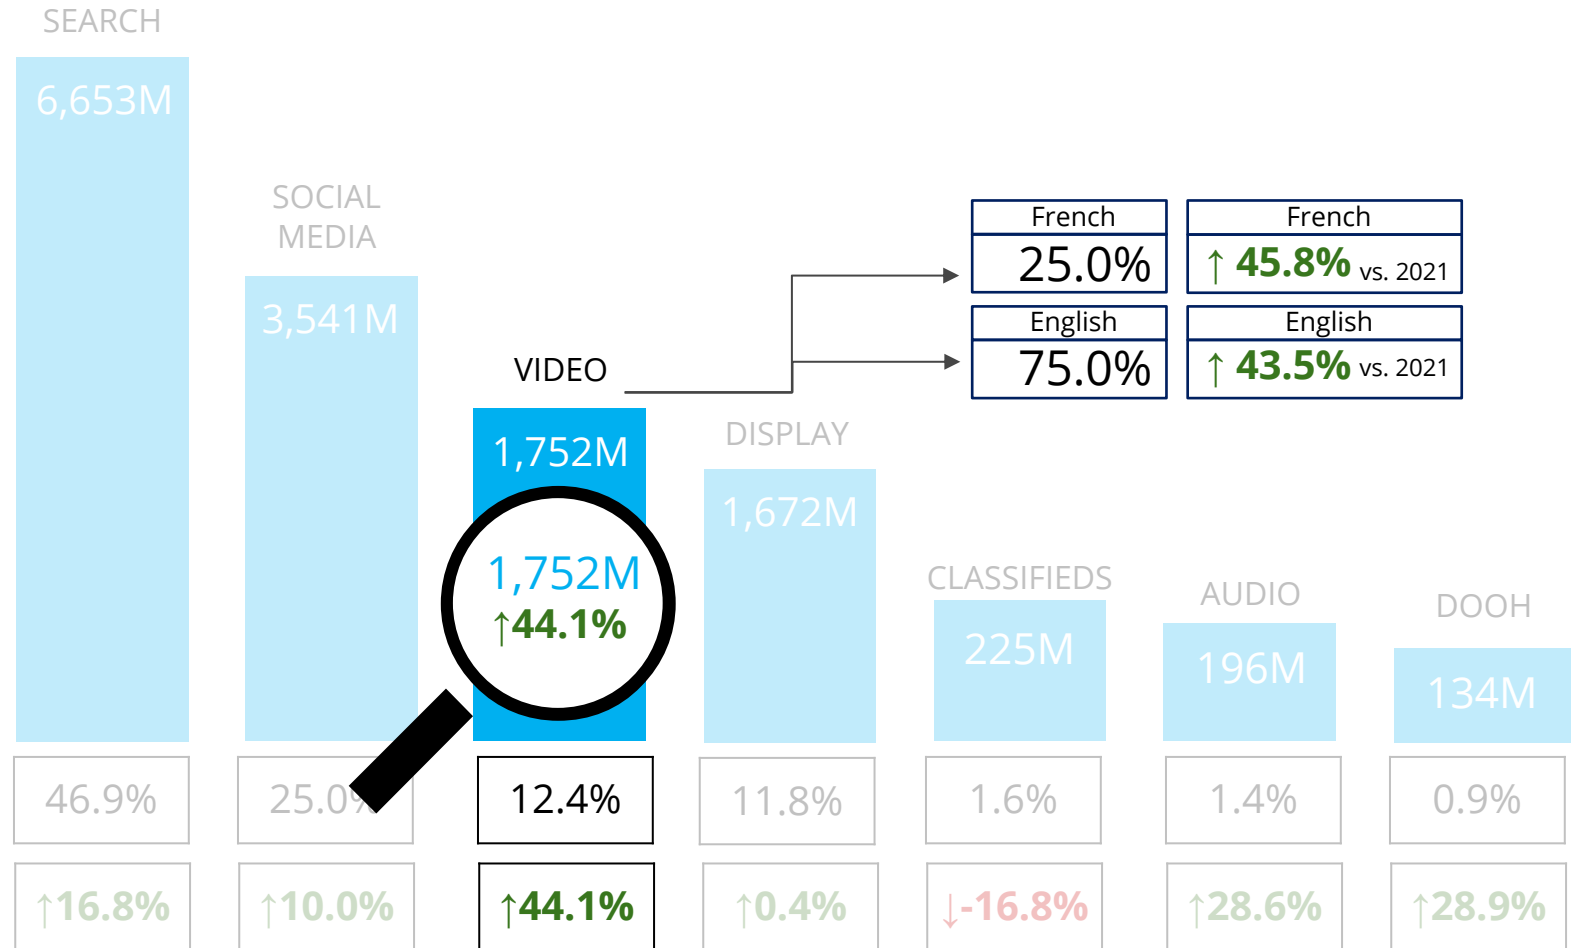 SEARCH
6,653M
SOCIAL
MEDIA
3,541M
VIDEO
1,752M
1,752M
↑44.1%
French
25.0%
French
↑ 45.8% vs. 2021
English
75.0%
English
↑ 43.5% vs. 2021
DISPLAY
1,672M
CLASSIFIEDS
225M
AUDIO
196M
DOOH
134M
46.9%
25.0%
12.4%
11.8%
1.6%
1.4%
0.9%
↑16.8%
↑10.0%
↑44.1%
↑0.4%
↓-16.8%
↑28.6%
↑28.9%